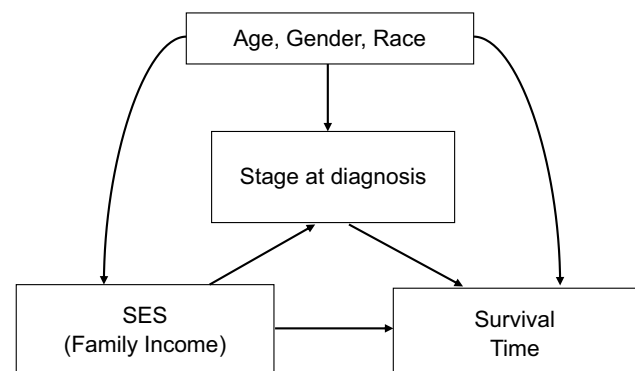 Age, Gender, Race
Stage at diagnosis
SES
(Family Income)
Survival
Time